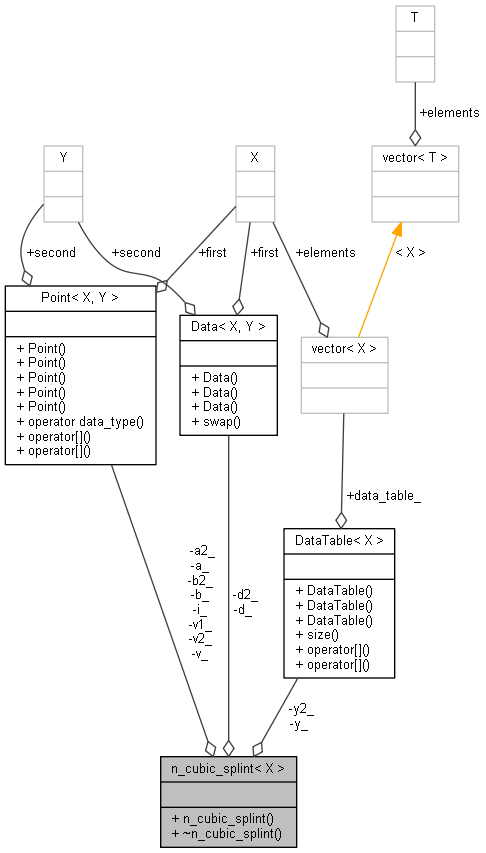 T
+elements
Y
X
vector< T >
+second
+second
+first
+first
+elements
< X >
Point< X, Y >
+ Point()
+ Point()
+ Point()
+ Point()
+ Point()
+ operator data_type()
+ operator[]()
+ operator[]()
Data< X, Y >
+ Data()
+ Data()
+ Data()
+ swap()
vector< X >
+data_table_
DataTable< X >
+ DataTable()
+ DataTable()
+ DataTable()
+ size()
+ operator[]()
+ operator[]()
-a2_
-a_
-b2_
-b_
-i_
-v1_
-v2_
-v_
-d2_
-d_
-y2_
-y_
n_cubic_splint< X >
+ n_cubic_splint()
+ ~n_cubic_splint()